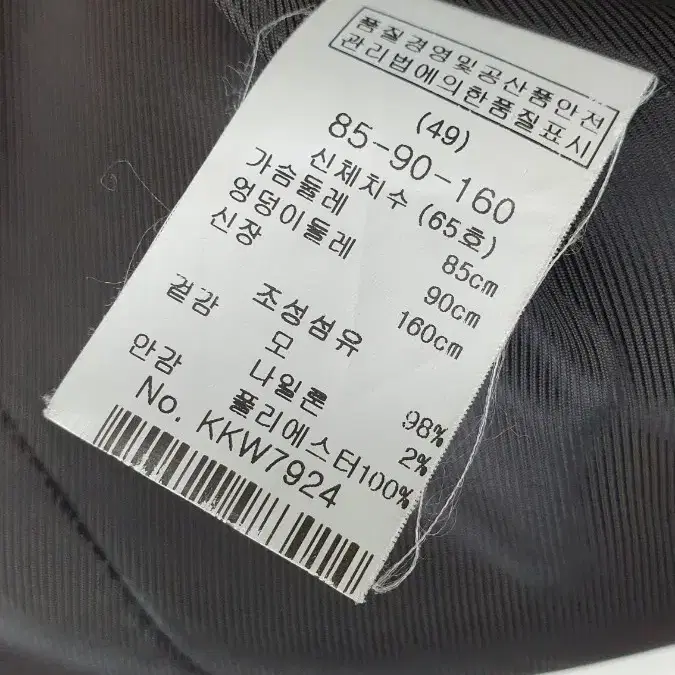 품질경영및공산품안전
관리법에의한품질표시
(49)
85-90-160
신체치수 (65호)
가슴둘레 85cm
엉덩이둘레 90cm
신장 160cm
조성섬유
겉감 모 98%
나일론 2%
안감 폴리에스터100%
No. KKW7924